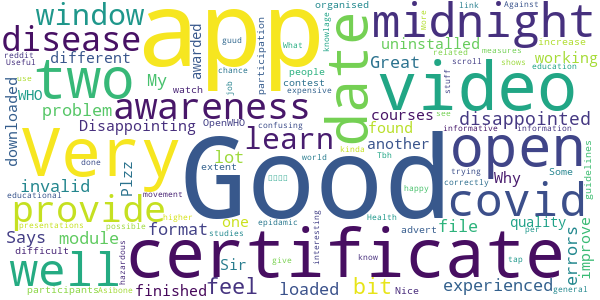 window
app
midnight
organised
link
Against
More
disease
different
awarded
participation
guud
chance
job
What
knowlage
date
uninstalled
increase
reddit
Useful
two
My
people
contest
expensive
related
measures
Great
working
use
WHO
problem
watch
video
shows
education
stuff
scroll
downloaded
awareness
courses
disappointed
Disappointing
OpenWHO
confusing
learn
found
another
see
informative
information
Very
done
extent
world
kinda
Tbh
open
Why
Some
trying
correctly
guidelines
invalid
Plzz
lot
Good
happy
covid
educational
movement
provide
one
epidemic
Health
file
quality
improve
Says
module
format
higher
presentations
possible
studies
advert
per
errors
difficult
hazardous
Sir
interesting
give
know
certificate
well
finished
feel
loaded
bit
experienced
tap
participants
Asibone
Nice
general